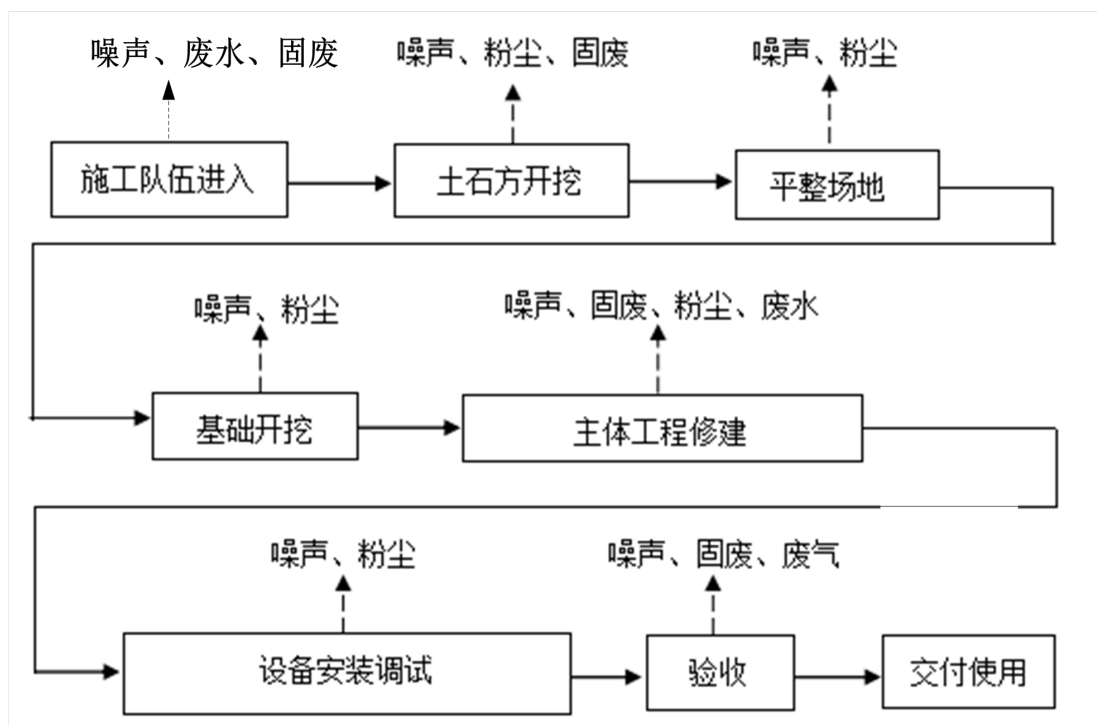 噪声、废水、固废
噪声、粉尘、固废
噪声、粉尘
施工队伍进入
土石方开挖
平整场地
噪声、粉尘
噪声、固废、粉尘、废水
基础开挖
主体工程修建
噪声、粉尘
噪声、固废、废气
设备安装调试
验收
交付使用